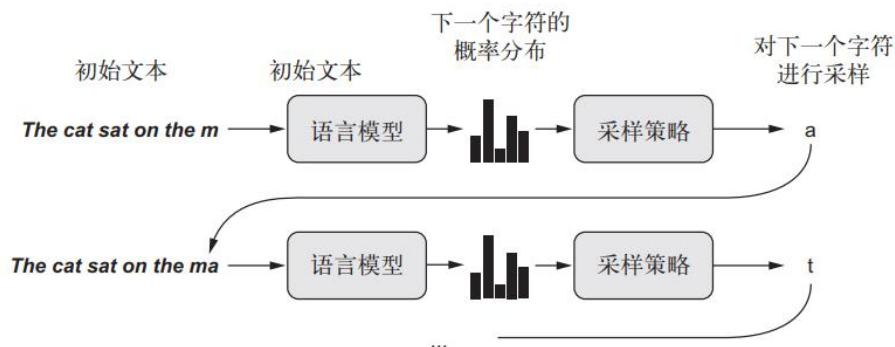 下一个字符的
概率分布
对下一个字符
进行采样
初始文本
初始文本
The cat sat on the m
语言模型
采样策略
a
The cat sat on the ma
语言模型
采样策略
t
...